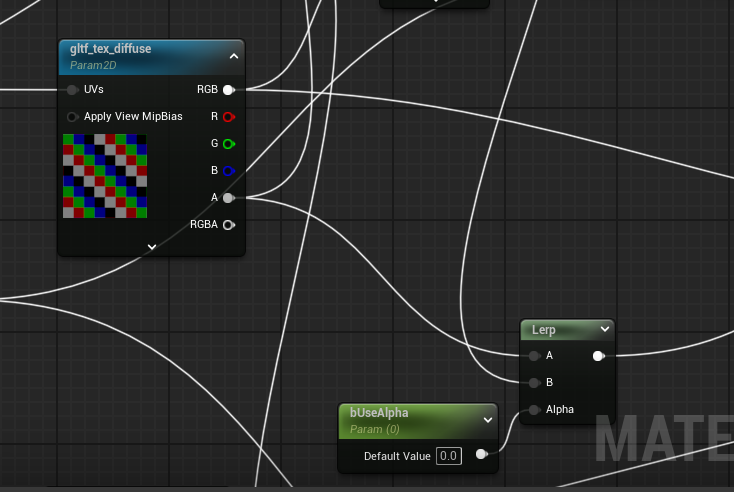 gltf_tex_diffuse
Param2D
UVs RGB
Apply View MipBias R
G
B
A
RGBA
Lerp
A
B
Alpha
bUseAlpha
Param (0)
Default Value 0.0
MATE